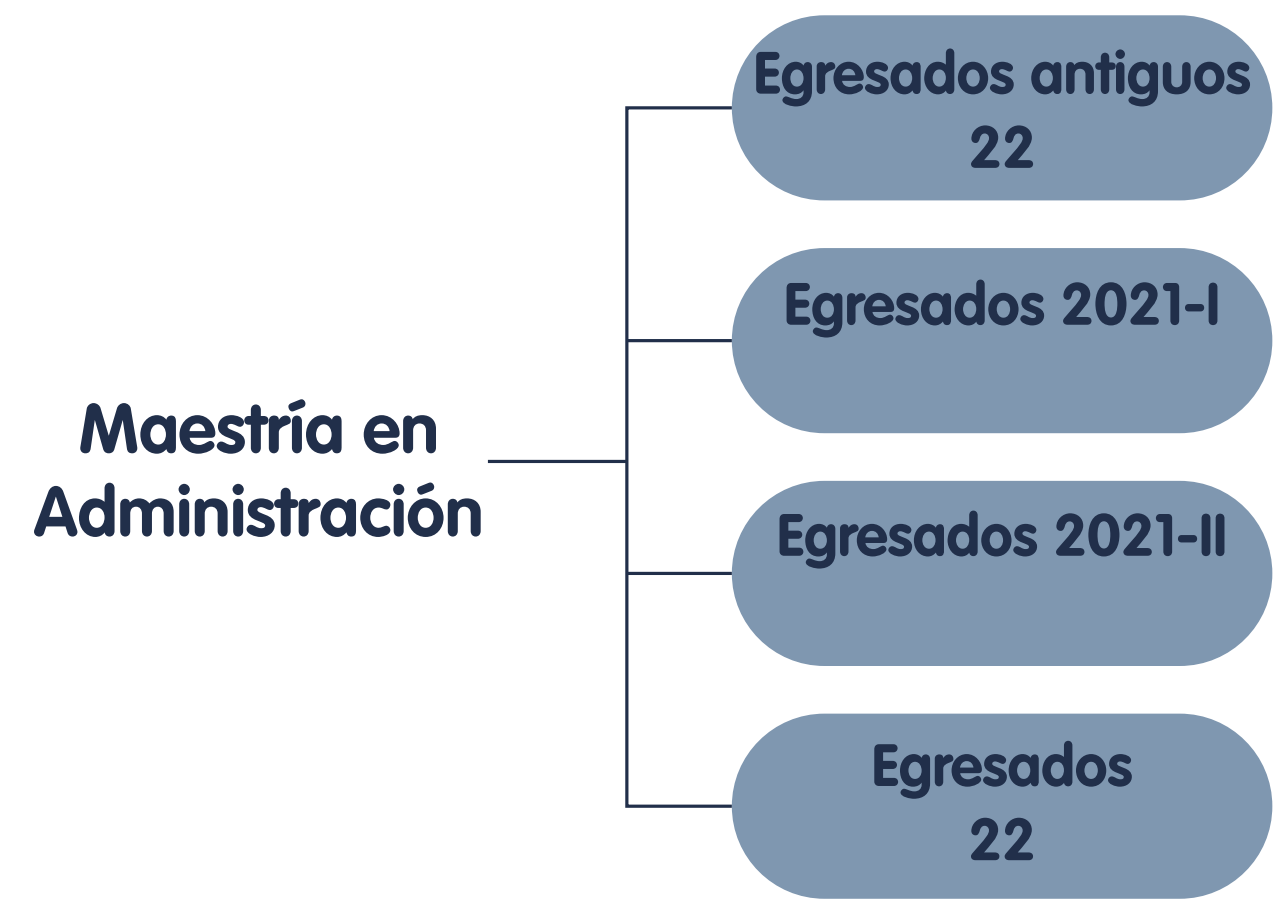 Maestría en
Administración
Egresados antiguos
22
Egresados 2021-I
Egresados 2021-II
Egresados
22